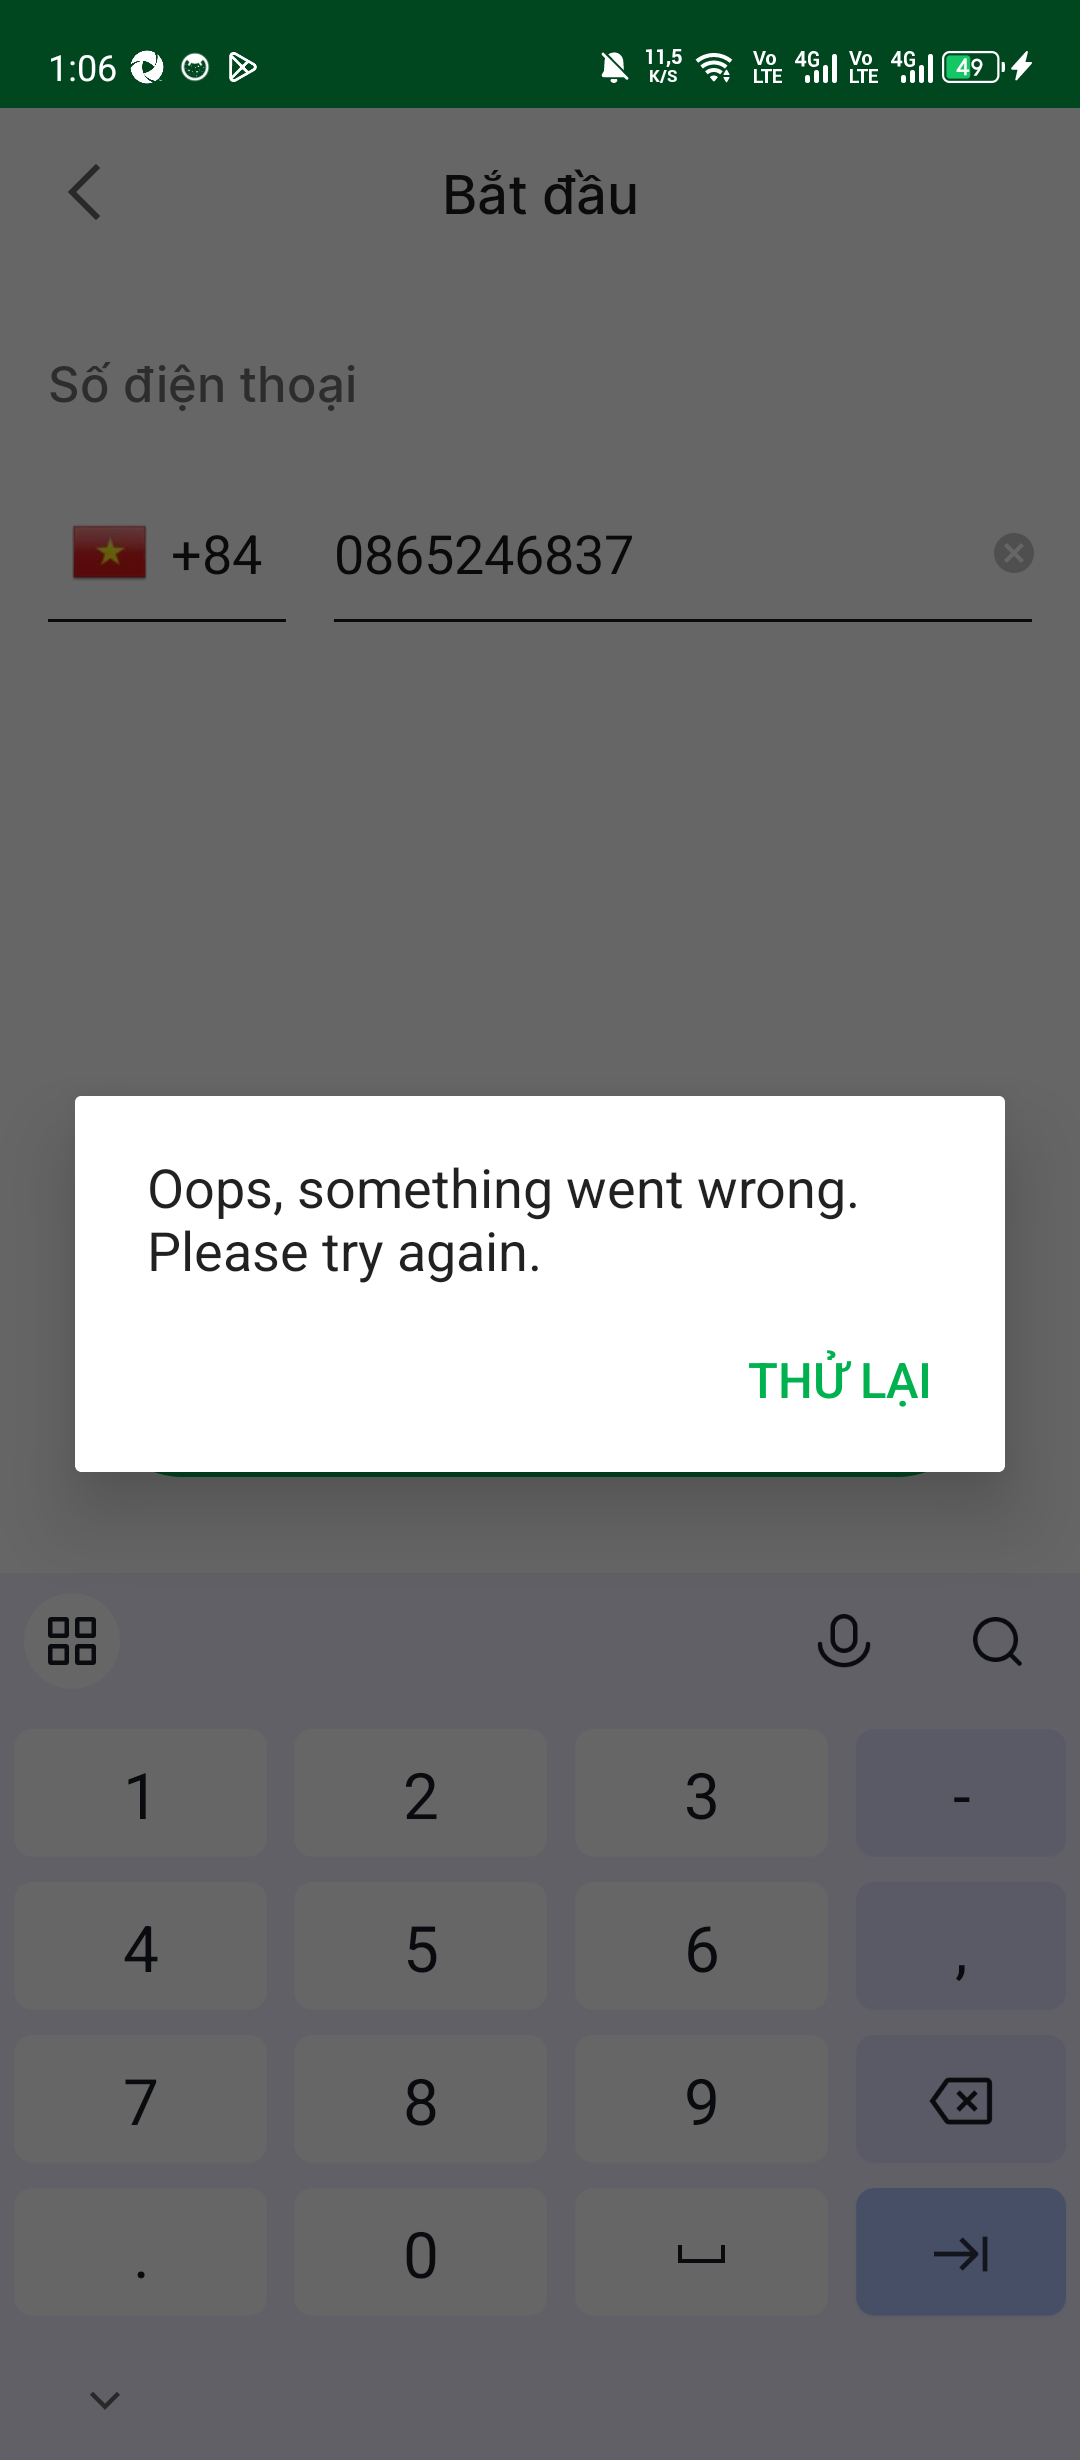 1:06
11,5
K/S
Vo
LTE
4G
Vo
LTE
4G
49
Bắt đầu
Số điện thoại
+84
0865246837
Oops, something went wrong.
Please try again.
THỬ LẠI
1 2 3 -
4 5 6 ,
7 8 9
. 0